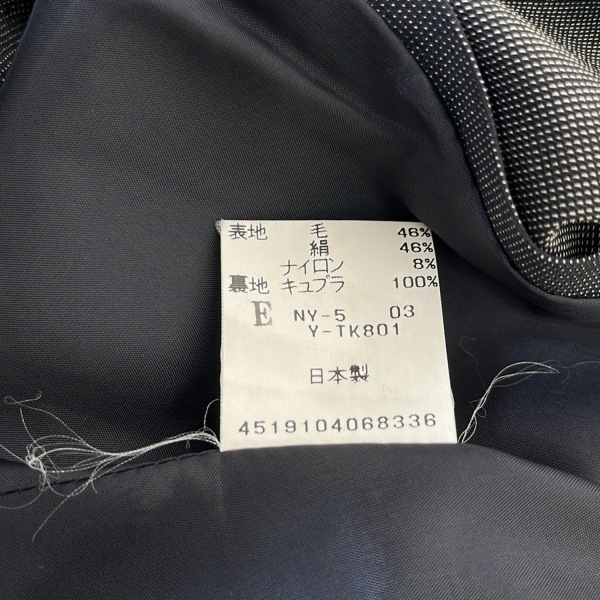 表地 毛 46%
絹 46%
ナイロン 8%
裏地 キュプラ 100%
E NY-5 03
Y-TK801
日本製
4519104068336